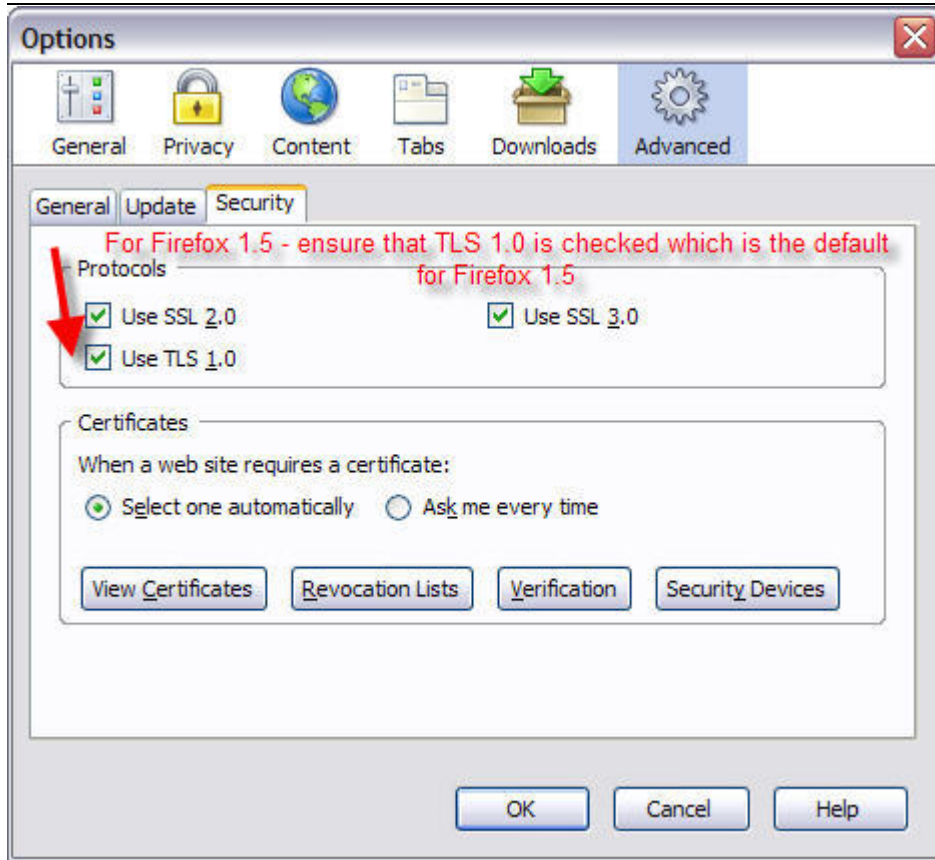 Options
General Privacy Content Tabs Downloads Advanced
General Update Security
For Firefox 1.5 - ensure that TLS 1.0 is checked which is the default
for Firefox 1.5
Protocols
Use SSL 2.0 Use SSL 3.0
Use TLS 1.0
Certificates
When a web site requires a certificate:
Select one automatically Ask me every time
View Certificates Revocation Lists Verification Security Devices
OK Cancel Help